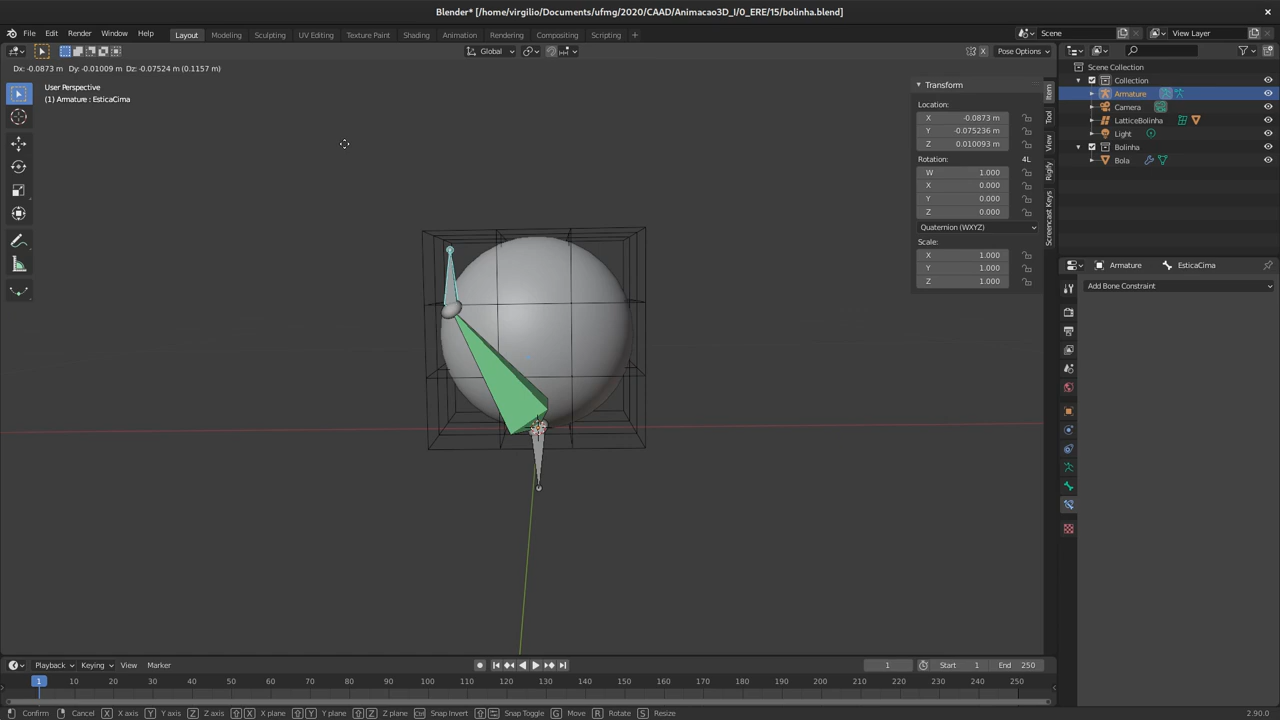 Blender* [/home/virgilio/Documents/ufmg/2020/CAAD/Animacao3D_I/0_ERE/15/bolinha.blend]
File Edit Render Window Help Layout Modeling Sculpting UV Editing Texture Paint Shading Animation Rendering Compositing Scripting + Scene View Layer
Global X Pose Options
Dx: -0.0873 m Dy: -0.01009 m Dz: -0.07524 m (0.1157 m)
User Perspective
(1) Armature : EsticaCima
Transform
Location:
X -0.0873 m
Y -0.075236 m
Z 0.010093 m
Rotation: 4L
W 1.000
X 0.000
Y 0.000
Z 0.000
Quaternion (WXYZ)
Scale:
X 1.000
Y 1.000
Z 1.000
Item
Tool
View
Rigify
Screencast Keys
Scene Collection
Collection
Armature
Camera
LatticeBolinha
Light
Bolinha
Bola
Armature EsticaCima
Add Bone Constraint
Playback Keying View Marker 1 Start 1 End 250
1 10 20 30 40 50 60 70 80 90 100 110 120 130 140 150 160 170 180 190 200 210 220 230 240 250
Confirm Cancel X X axis Y Y axis Z Z axis X X plane Y Y plane Z Z plane Snap Invert Snap Toggle G Move R Rotate S Resize 2.90.0